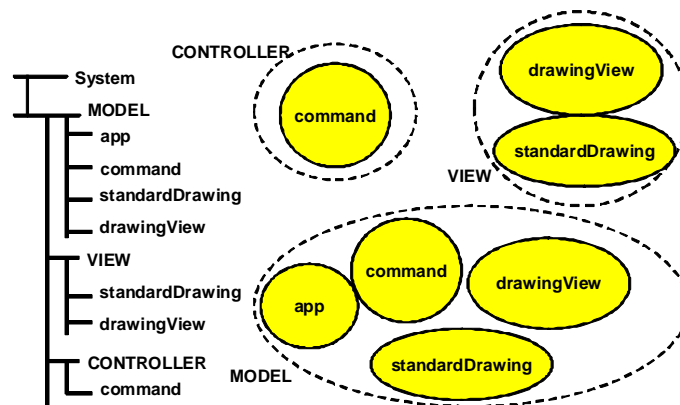 System
MODEL
app
command
standardDrawing
drawingView
VIEW
standardDrawing
drawingView
CONTROLLER
command
CONTROLLER
command
drawingView
standardDrawing
VIEW
command
drawingView
app
standardDrawing
MODEL